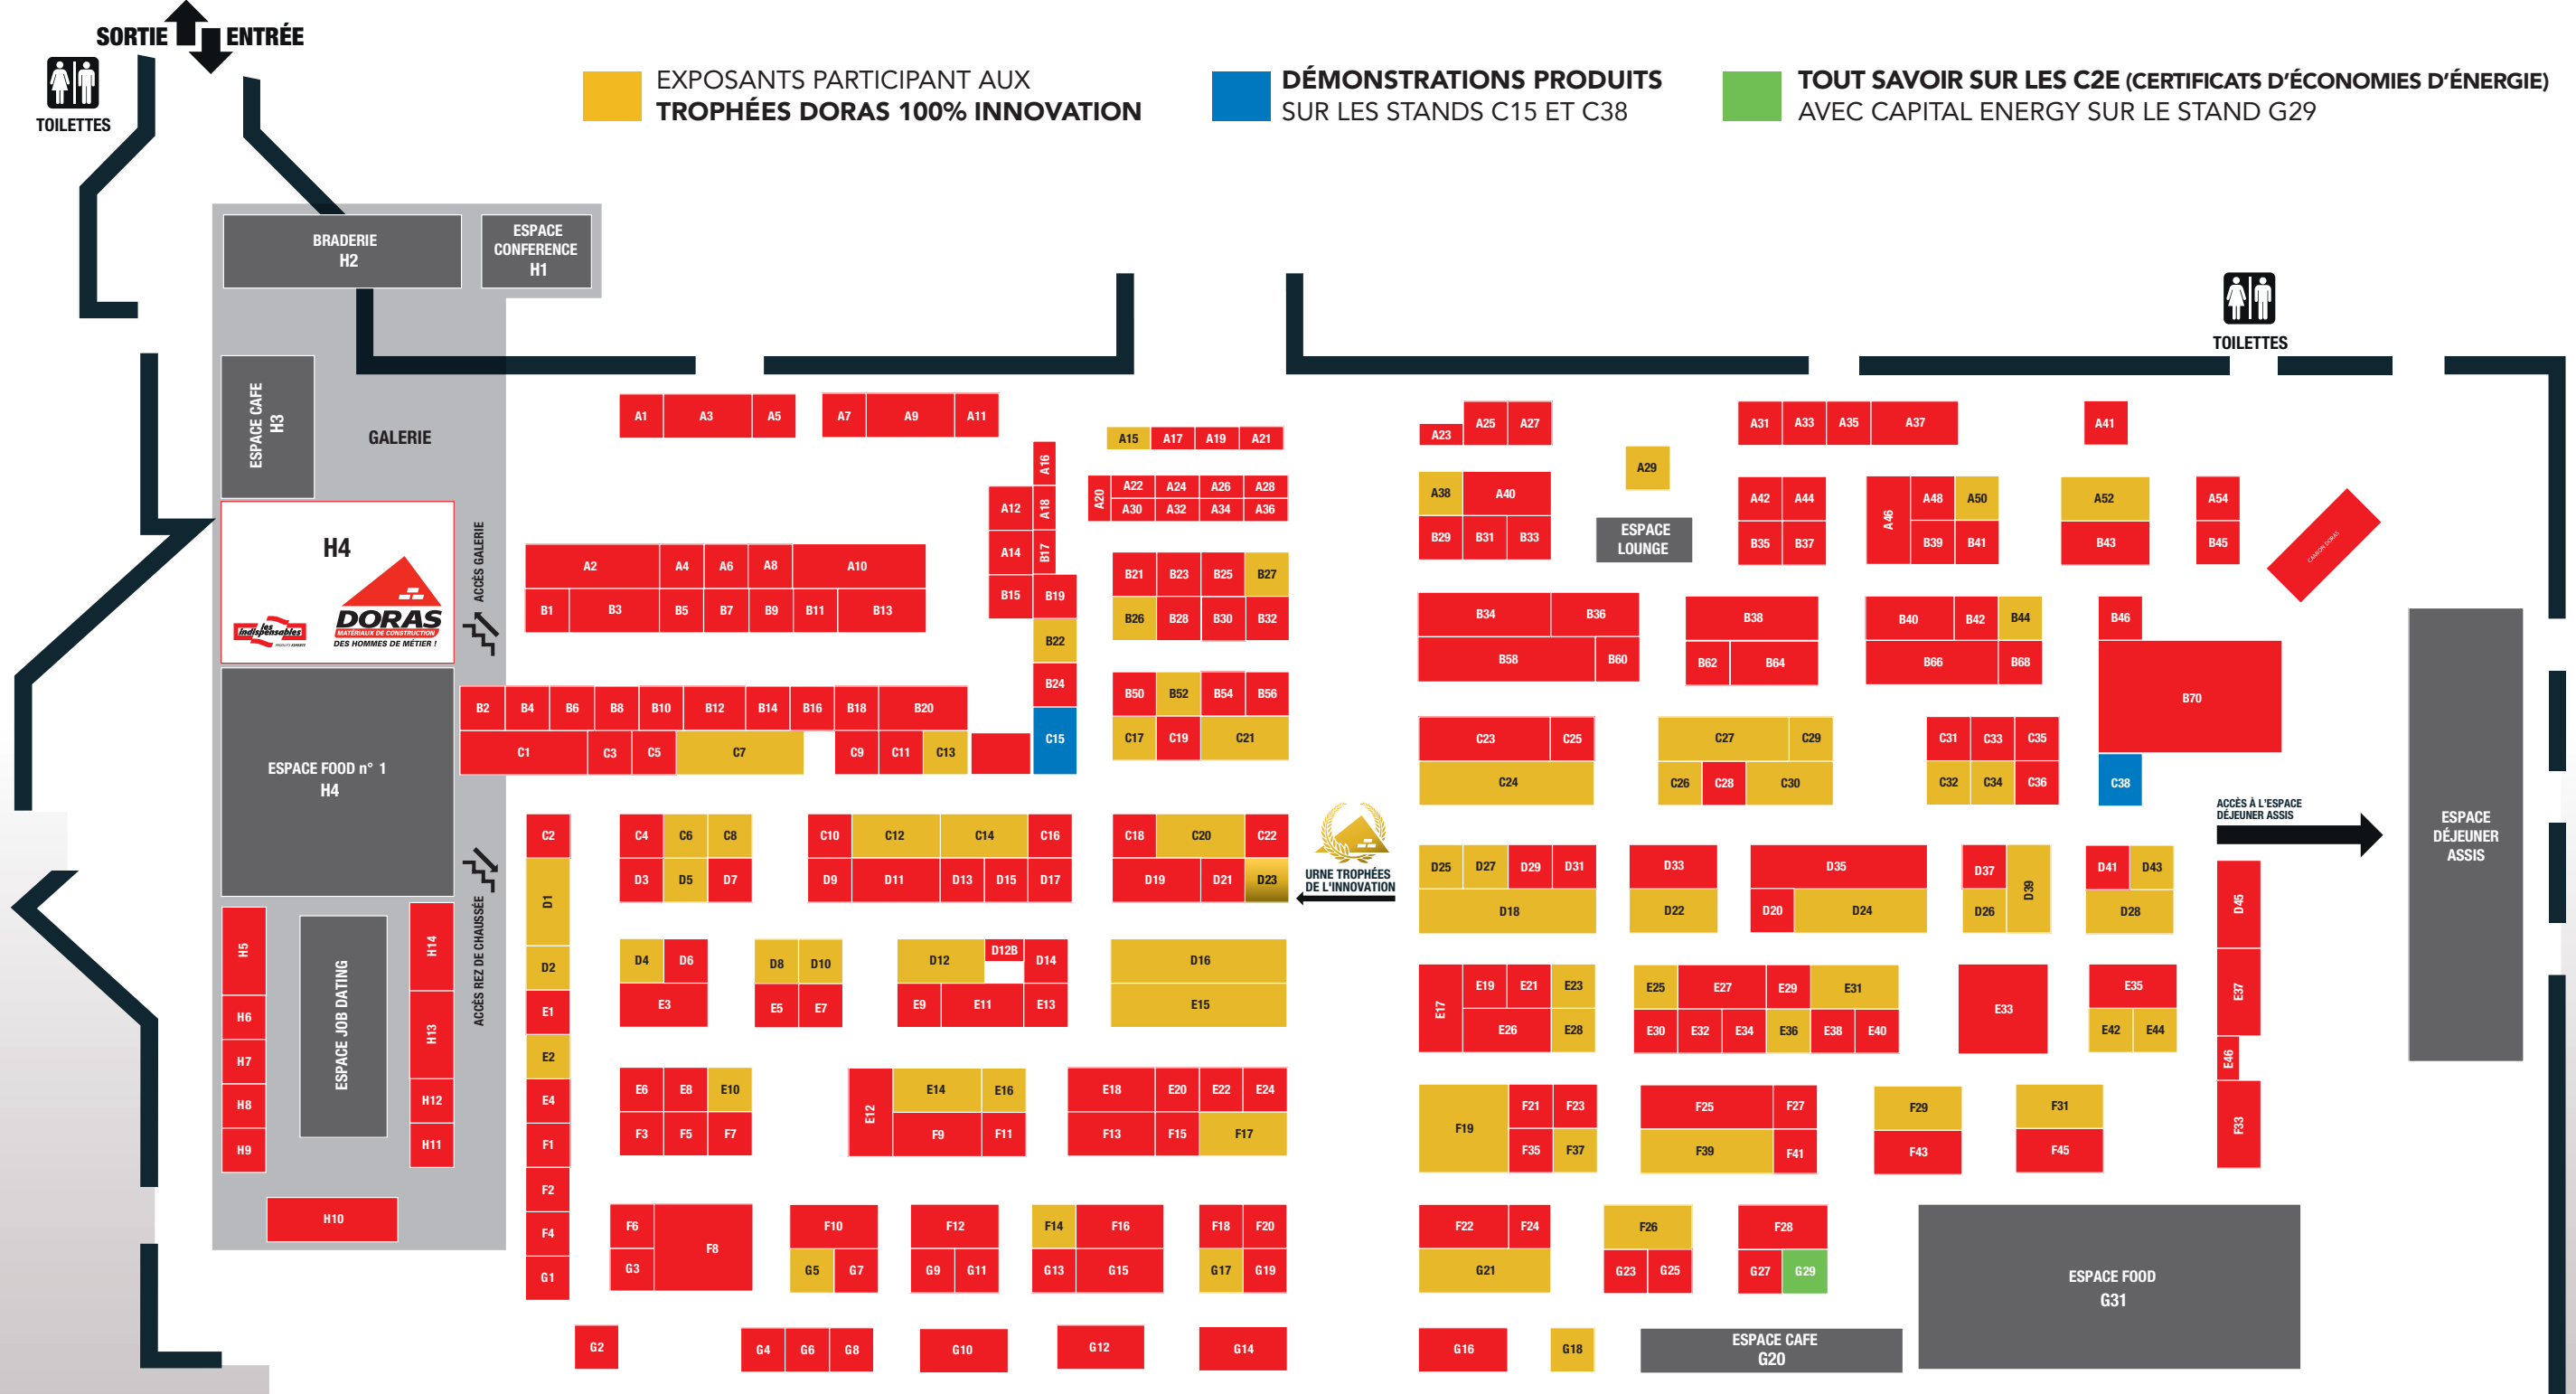 SORTIE ENTRÉE
TOILETTES
EXPOSANTS PARTICIPANT AUX
TROPHÉES DORAS 100% INNOVATION
DÉMONSTRATIONS PRODUITS
SUR LES STANDS C15 ET C38
TOUT SAVOIR SUR LES C2E (CERTIFICATS D'ÉCONOMIES D'ÉNERGIE)
AVEC CAPITAL ENERGY SUR LE STAND G29
BRADERIE
H2
ESPACE
CONFERENCE
H1
TOILETTES
ESPACE CAFE
H3
GALERIE
H4
les
indispensables
PRODUITS EXPERTS
DORAS
MATÉRIAUX DE CONSTRUCTION
DES HOMMES DE MÉTIER !
ACCÈS GALERIE
ESPACE FOOD n° 1
H4
ACCÈS REZ DE CHAUSSÉE
ESPACE JOB DATING
H5
H6
H7
H8
H9
H14
H13
H12
H11
H10
A1 A3 A5 A7 A9 A11
A15 A17 A19 A21
A23 A25 A27
A31 A33 A35 A37
A41
A29
A16
A12 A18
A14 B17
B15 B19
B22
B24
C15
A20 A22 A24 A26 A28
A30 A32 A34 A36
A38 A40
B29 B31 B33
ESPACE
LOUNGE
A42 A44
B35 B37
A46 A48 A50
B39 B41
A52
B43
A54
B45
CAMION DORAS
A2 A4 A6 A8 A10
B1 B3 B5 B7 B9 B11 B13
B21 B23 B25 B27
B26 B28 B30 B32
B34 B36
B58 B60
B38
B62 B64
B40 B42 B44
B66 B68
B46
B70
C38
B2 B4 B6 B8 B10 B12 B14 B16 B18 B20
C1 C3 C5 C7 C9 C11 C13
B50 B52 B54 B56
C17 C19 C21
C23 C25
C24
C27 C29
C26 C28 C30
C31 C33 C35
C32 C34 C36
ACCÈS À L'ESPACE
DÉJEUNER ASSIS
ESPACE
DÉJEUNER
ASSIS
C2
D1
D2
E1
E2
E4
F1
F2
F4
G1
C4 C6 C8
D3 D5 D7
C10 C12 C14 C16
D9 D11 D13 D15 D17
C18 C20 C22
D19 D21 D23
URNE TROPHÉES
DE L'INNOVATION
D25 D27 D29 D31
D18
D33
D22
D35
D20 D24
D37 D39
D26
D41 D43
D28
D45
E37
E46
F33
D4 D6
E3
D8 D10
E5 E7
D12 D12B D14
E9 E11 E13
D16
E15
E17 E19 E21 E23
E26 E28
E25 E27 E29 E31
E30 E32 E34 E36 E38 E40
E33
E35
E42 E44
E6 E8 E10
F3 F5 F7
E12 E14 E16
F9 F11
E18 E20 E22 E24
F13 F15 F17
F19 F21 F23
F35 F37
F25 F27
F39 F41
F29
F43
F31
F45
F6 F8
G3
F10
G5 G7
F12
G9 G11
F14 F16
G13 G15
F18 F20
G17 G19
F22 F24
G21
F26
G23 G25
F28
G27 G29
ESPACE FOOD
G31
G2 G4 G6 G8 G10 G12 G14 G16 G18
ESPACE CAFE
G20